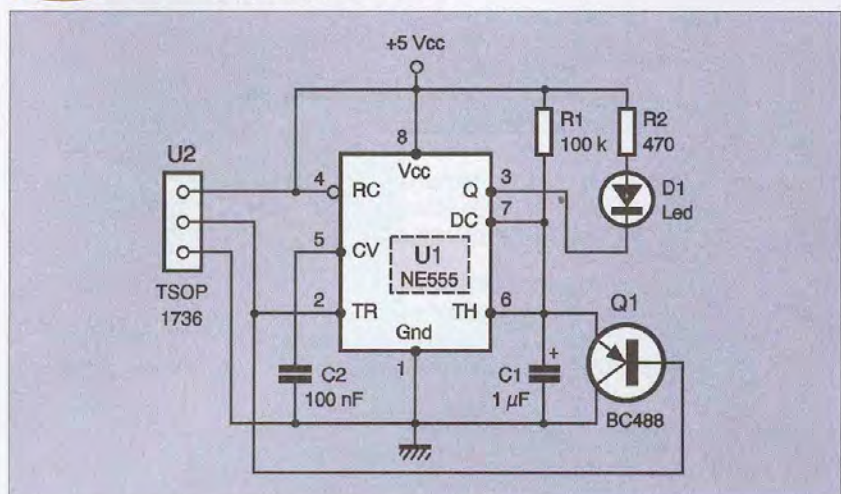 +5 Vcc
R1
100 k
R2
470
U2
8
Vcc
4
RC
Q
3
D1
Led
DC
7
5
CV
U1
NE555
TSOP
1736
2
TR
TH
6
Q1
Gnd
1
C2
100 nF
C1
1 µF
+
BC488